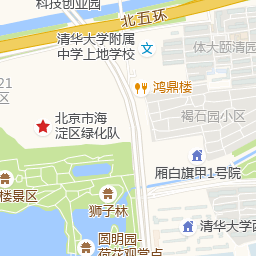 科技创业园
北五环
清华大学附属
中学上地学校
体大颐清园
鸿鼎楼
21
区
褐石园小区
北京市海
淀区绿化队
厢白旗甲1号院
楼景区
狮子林
清华大学西
圆明园-
荷花观赏点